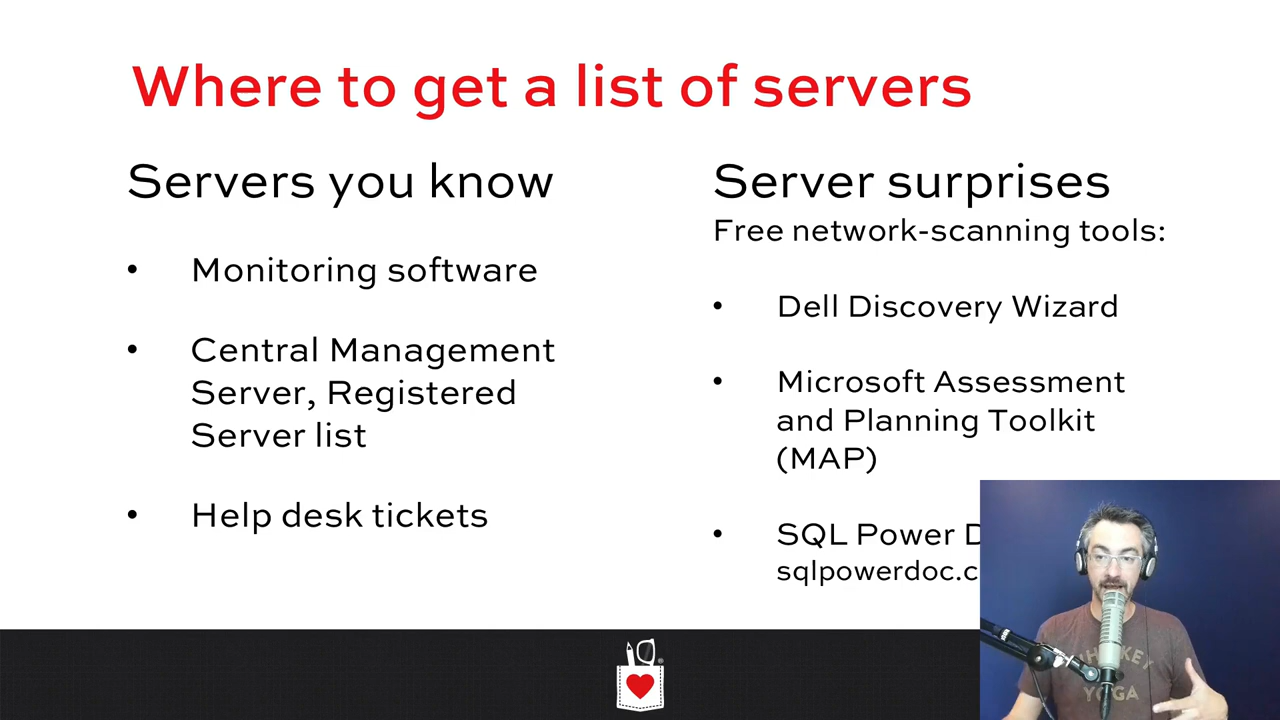 Where to get a list of servers
Servers you know
• Monitoring software
• Central Management
Server, Registered
Server list
• Help desk tickets
Server surprises
Free network-scanning tools:
• Dell Discovery Wizard
• Microsoft Assessment
and Planning Toolkit
(MAP)
• SQL Power
sqlpowerdoc.c
YOGA